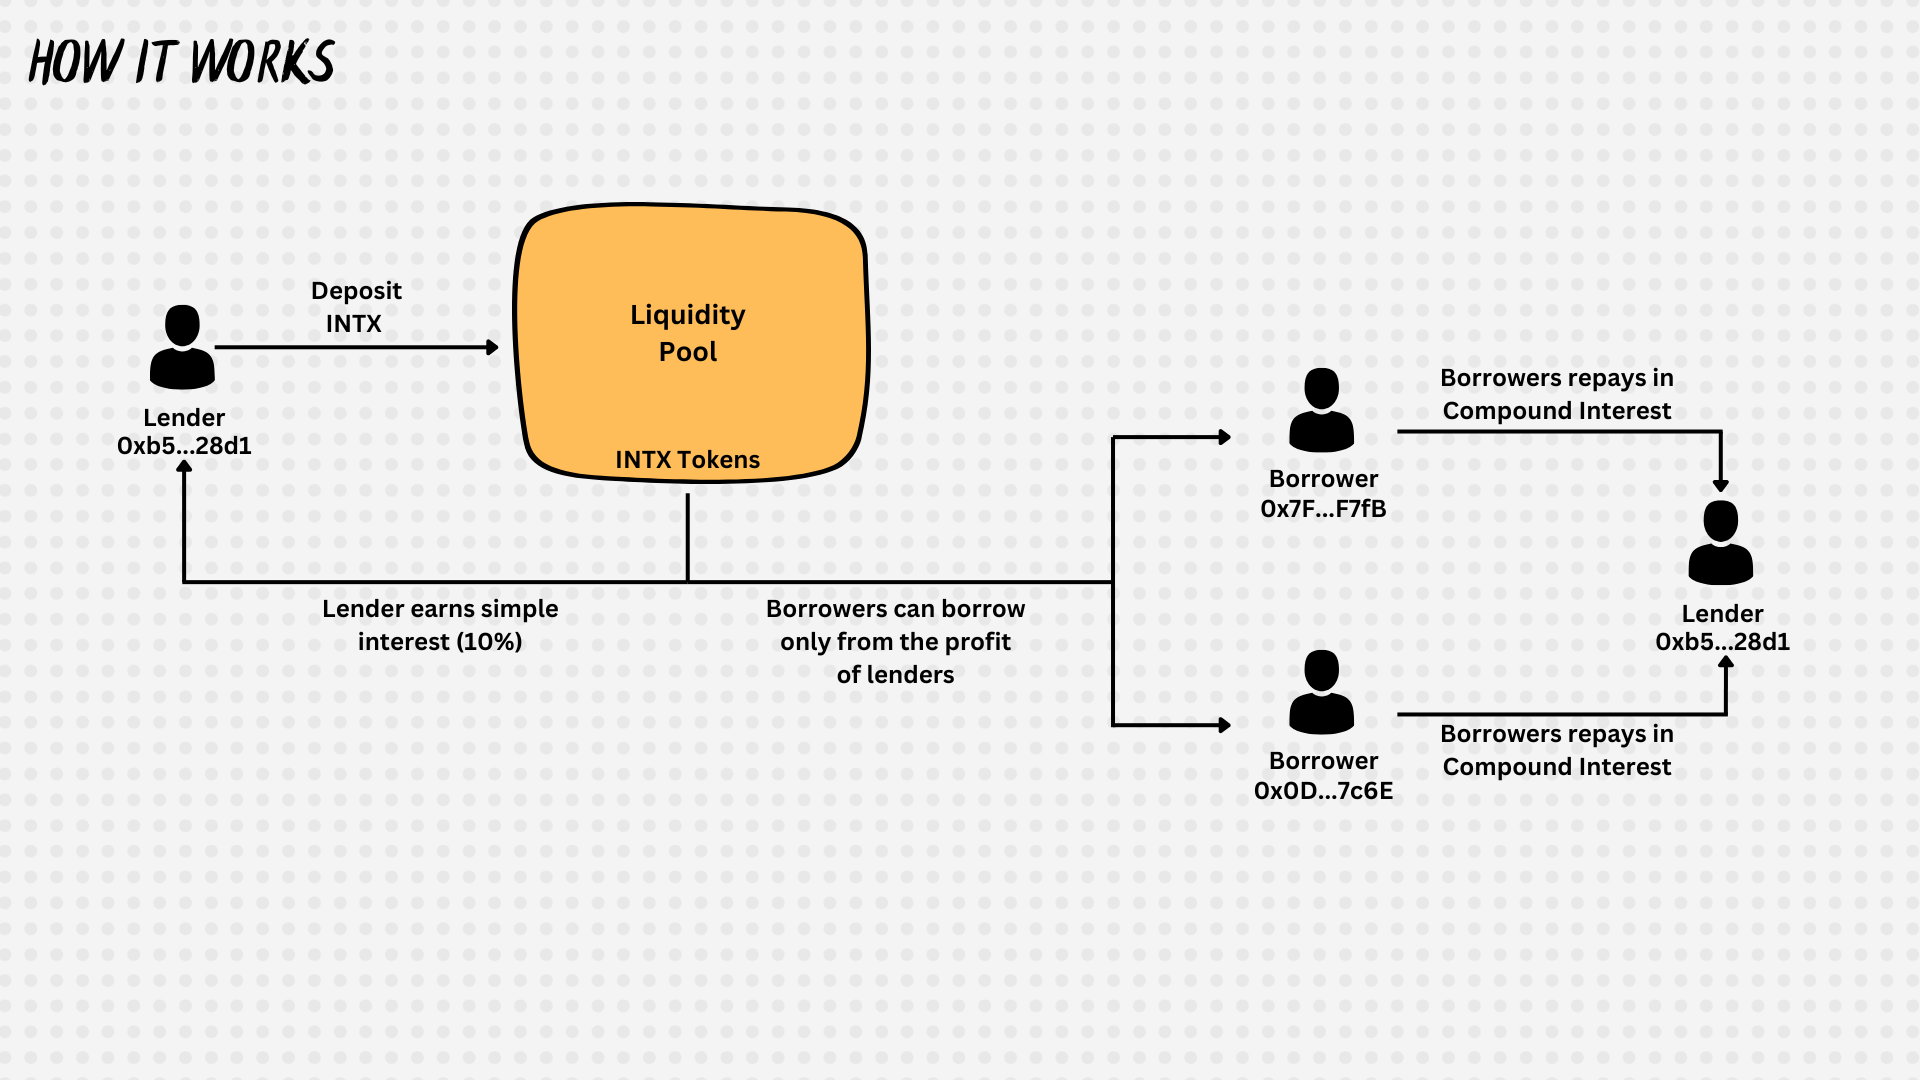 HOW IT WORKS
Deposit
INTX
Lender
0xb5...28d1
Liquidity
Pool
INTX Tokens
Lender earns simple
interest (10%)
Borrowers can borrow
only from the profit
of lenders
Borrower
0x7F...F7fB
Borrowers repays in
Compound Interest
Lender
0xb5...28d1
Borrower
0x0D...7c6E
Borrowers repays in
Compound Interest